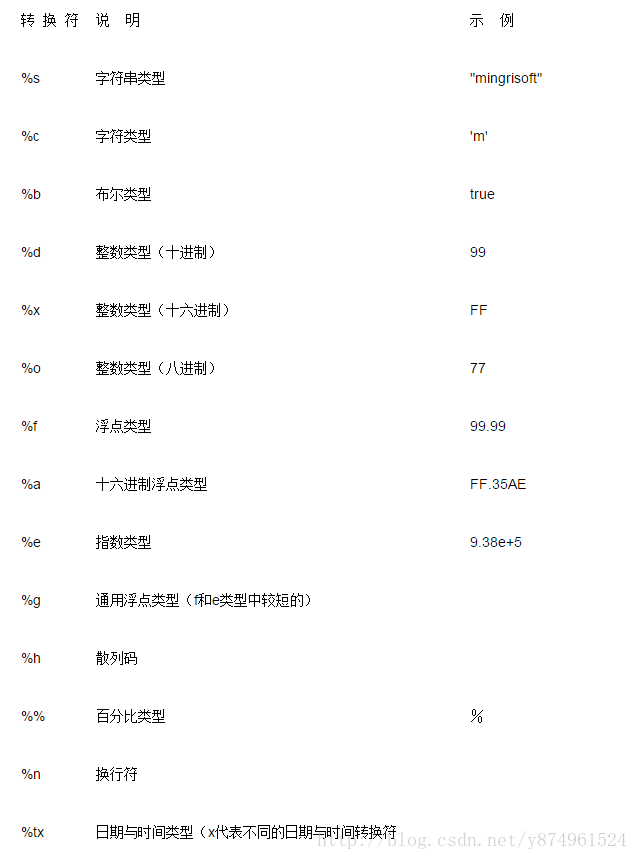 转 换 符 说 明 示 例
%s 字符串类型 "mingrisoft"
%c 字符类型 'm'
%b 布尔类型 true
%d 整数类型（十进制） 99
%x 整数类型（十六进制） FF
%o 整数类型（八进制） 77
%f 浮点类型 99.99
%a 十六进制浮点类型 FF.35AE
%e 指数类型 9.38e+5
%g 通用浮点类型（f和e类型中较短的）
%h 散列码
%% 百分比类型 ％
%n 换行符
%tx 日期与时间类型（x代表不同的日期与时间转换符
http://blog.csdn.net/y874961524